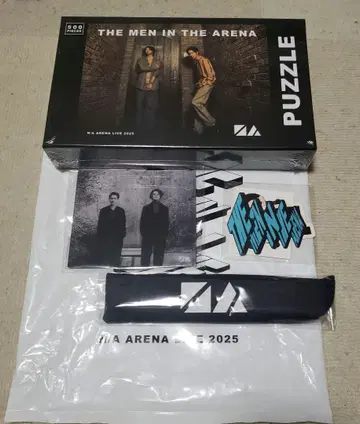 500
PIECES
THE MEN IN THE ARENA
PUZZLE
N/A ARENA LIVE 2025
N/A
N/A
N/A ARENA LIVE 2025